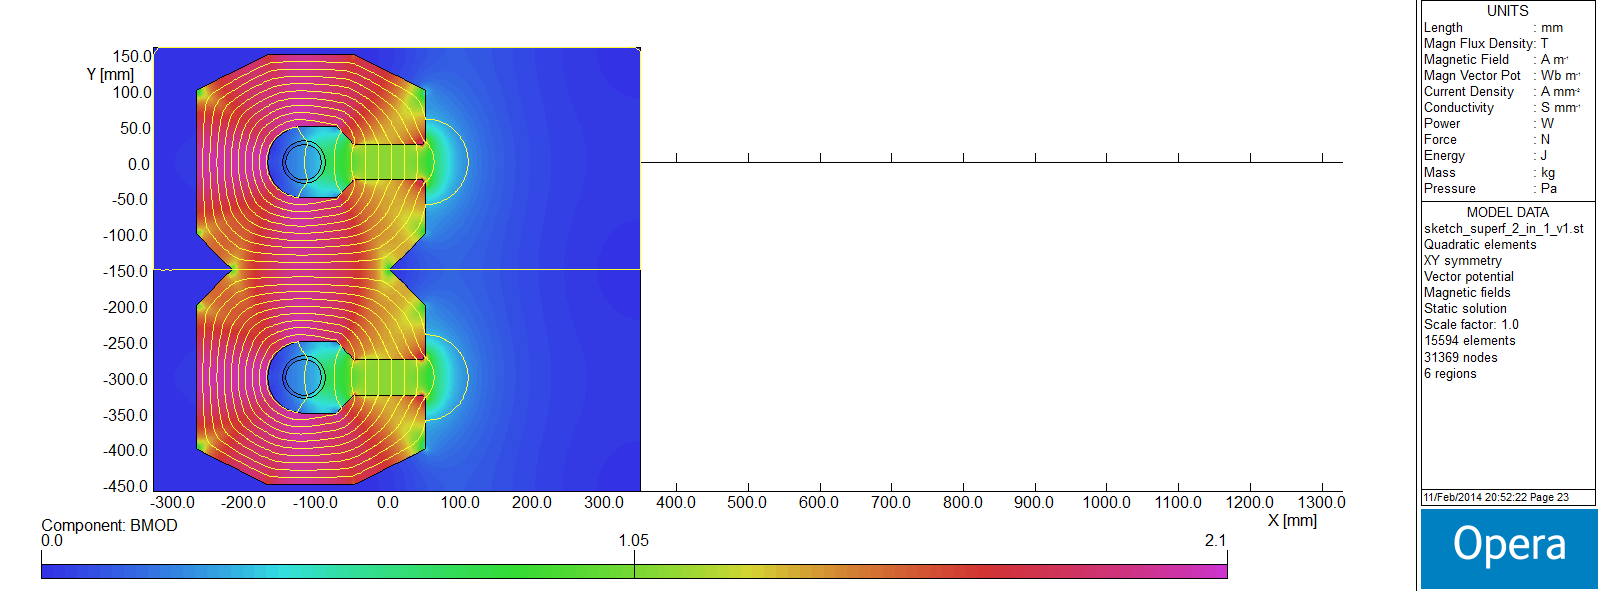 150.0
Y [mm]
100.0
50.0
0.0
-50.0
-100.0
-150.0
-200.0
-250.0
-300.0
-350.0
-400.0
-450.0
-300.0 -200.0 -100.0 0.0 100.0 200.0 300.0 400.0 500.0 600.0 700.0 800.0 900.0 1000.0 1100.0 1200.0 1300.0
X [mm]
Component: BMOD
0.0 1.05 2.1
UNITS
Length : mm
Magn Flux Density: T
Magnetic Field : A m⁻¹
Magn Vector Pot : Wb m⁻¹
Current Density : A mm⁻²
Conductivity : S mm⁻¹
Power : W
Force : N
Energy : J
Mass : kg
Pressure : Pa
MODEL DATA
sketch_superf_2_in_1_v1.st
Quadratic elements
XY symmetry
Vector potential
Magnetic fields
Static solution
Scale factor: 1.0
15594 elements
31369 nodes
6 regions
11/Feb/2014 20:52:22 Page 23
Opera